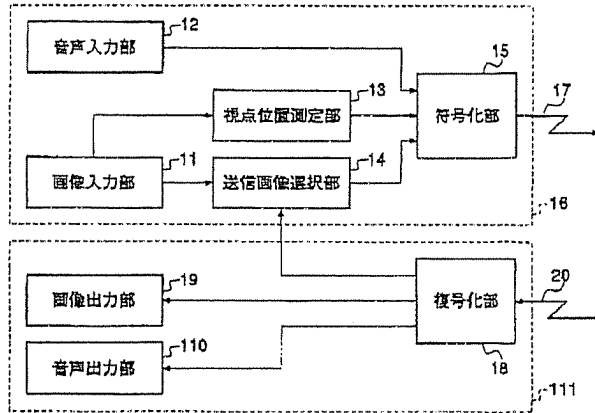 12
音声入力部
15
13
17
視点位置測定部
符号化部
11
14
画像入力部
送信画像選択部
16
19
20
画像出力部
復号化部
110
音声出力部
18
111